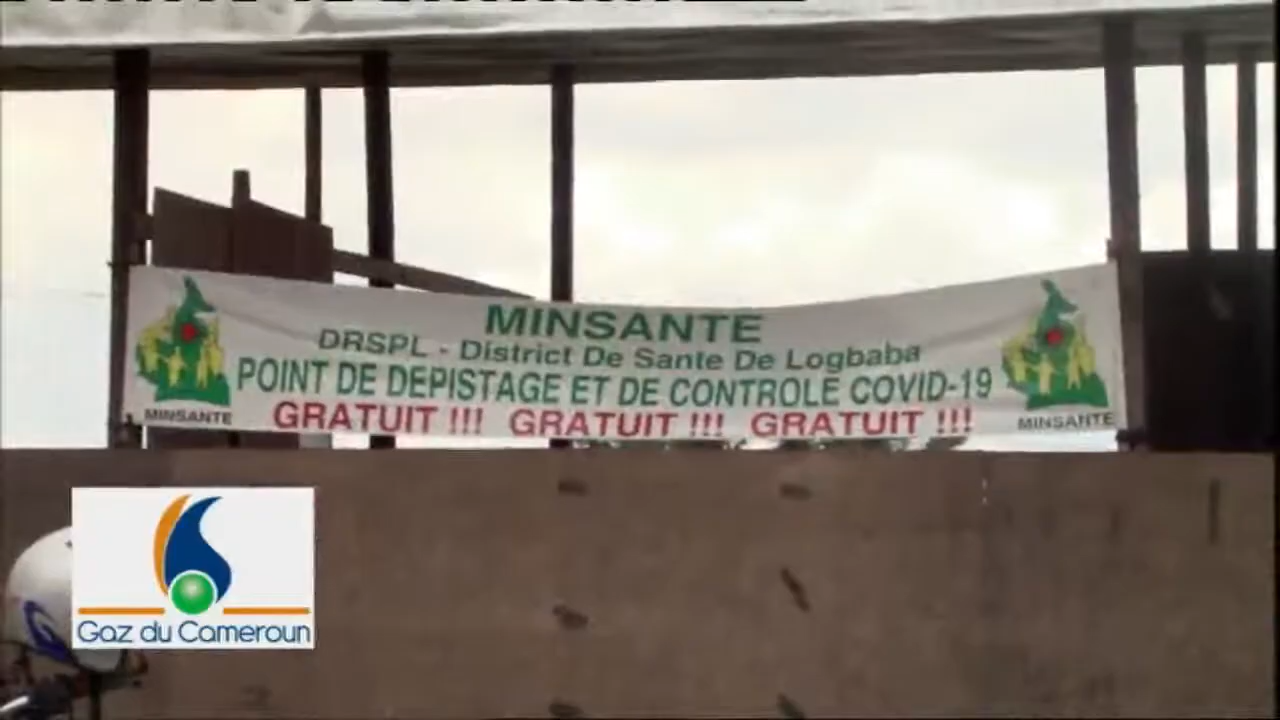 MINSANTE
DRSPL - District De Sante De Logbaba
POINT DE DEPISTAGE ET DE CONTROLE COVID-19
GRATUIT !!! GRATUIT !!! GRATUIT !!!
MINSANTE
MINSANTE
Gaz du Cameroun